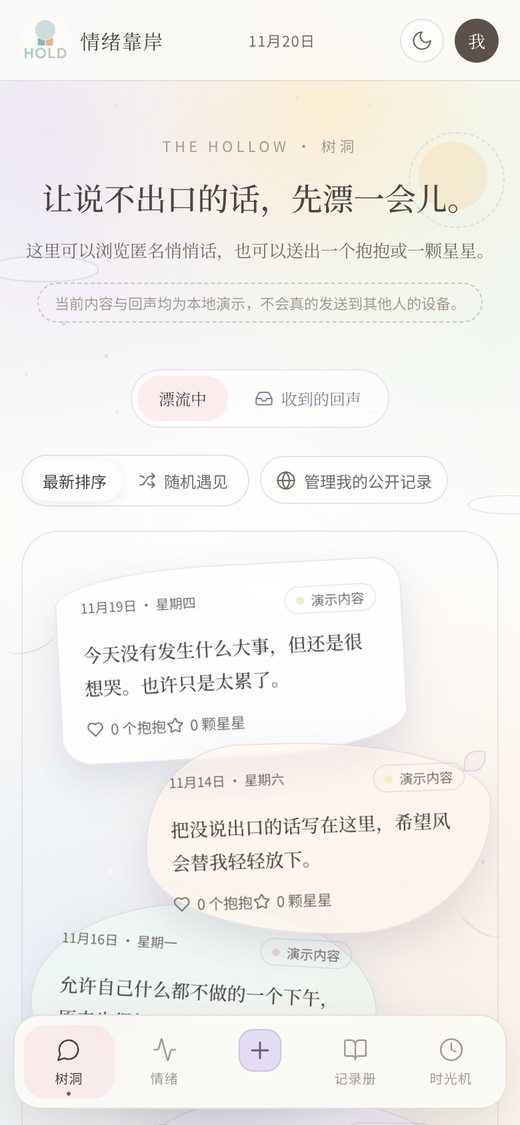 HOLD
情绪靠岸
11月20日
我
THE HOLLOW · 树洞
让说不出口的话，先漂一会儿。
这里可以浏览匿名悄悄话，也可以送出一个抱抱或一颗星星。
当前内容与回声均为本地演示，不会真的发送到其他人的设备。
漂流中
收到的回声
最新排序
随机遇见
管理我的公开记录
11月19日 · 星期四
演示内容
今天没有发生什么大事，但还是很
想哭。也许只是太累了。
0 个抱抱
0 颗星星
11月14日 · 星期六
演示内容
把没说出口的话写在这里，希望风
会替我轻轻放下。
0 个抱抱
0 颗星星
11月16日 · 星期一
演示内容
允许自己什么都不做的一个下午，
树洞
情绪
记录册
时光机